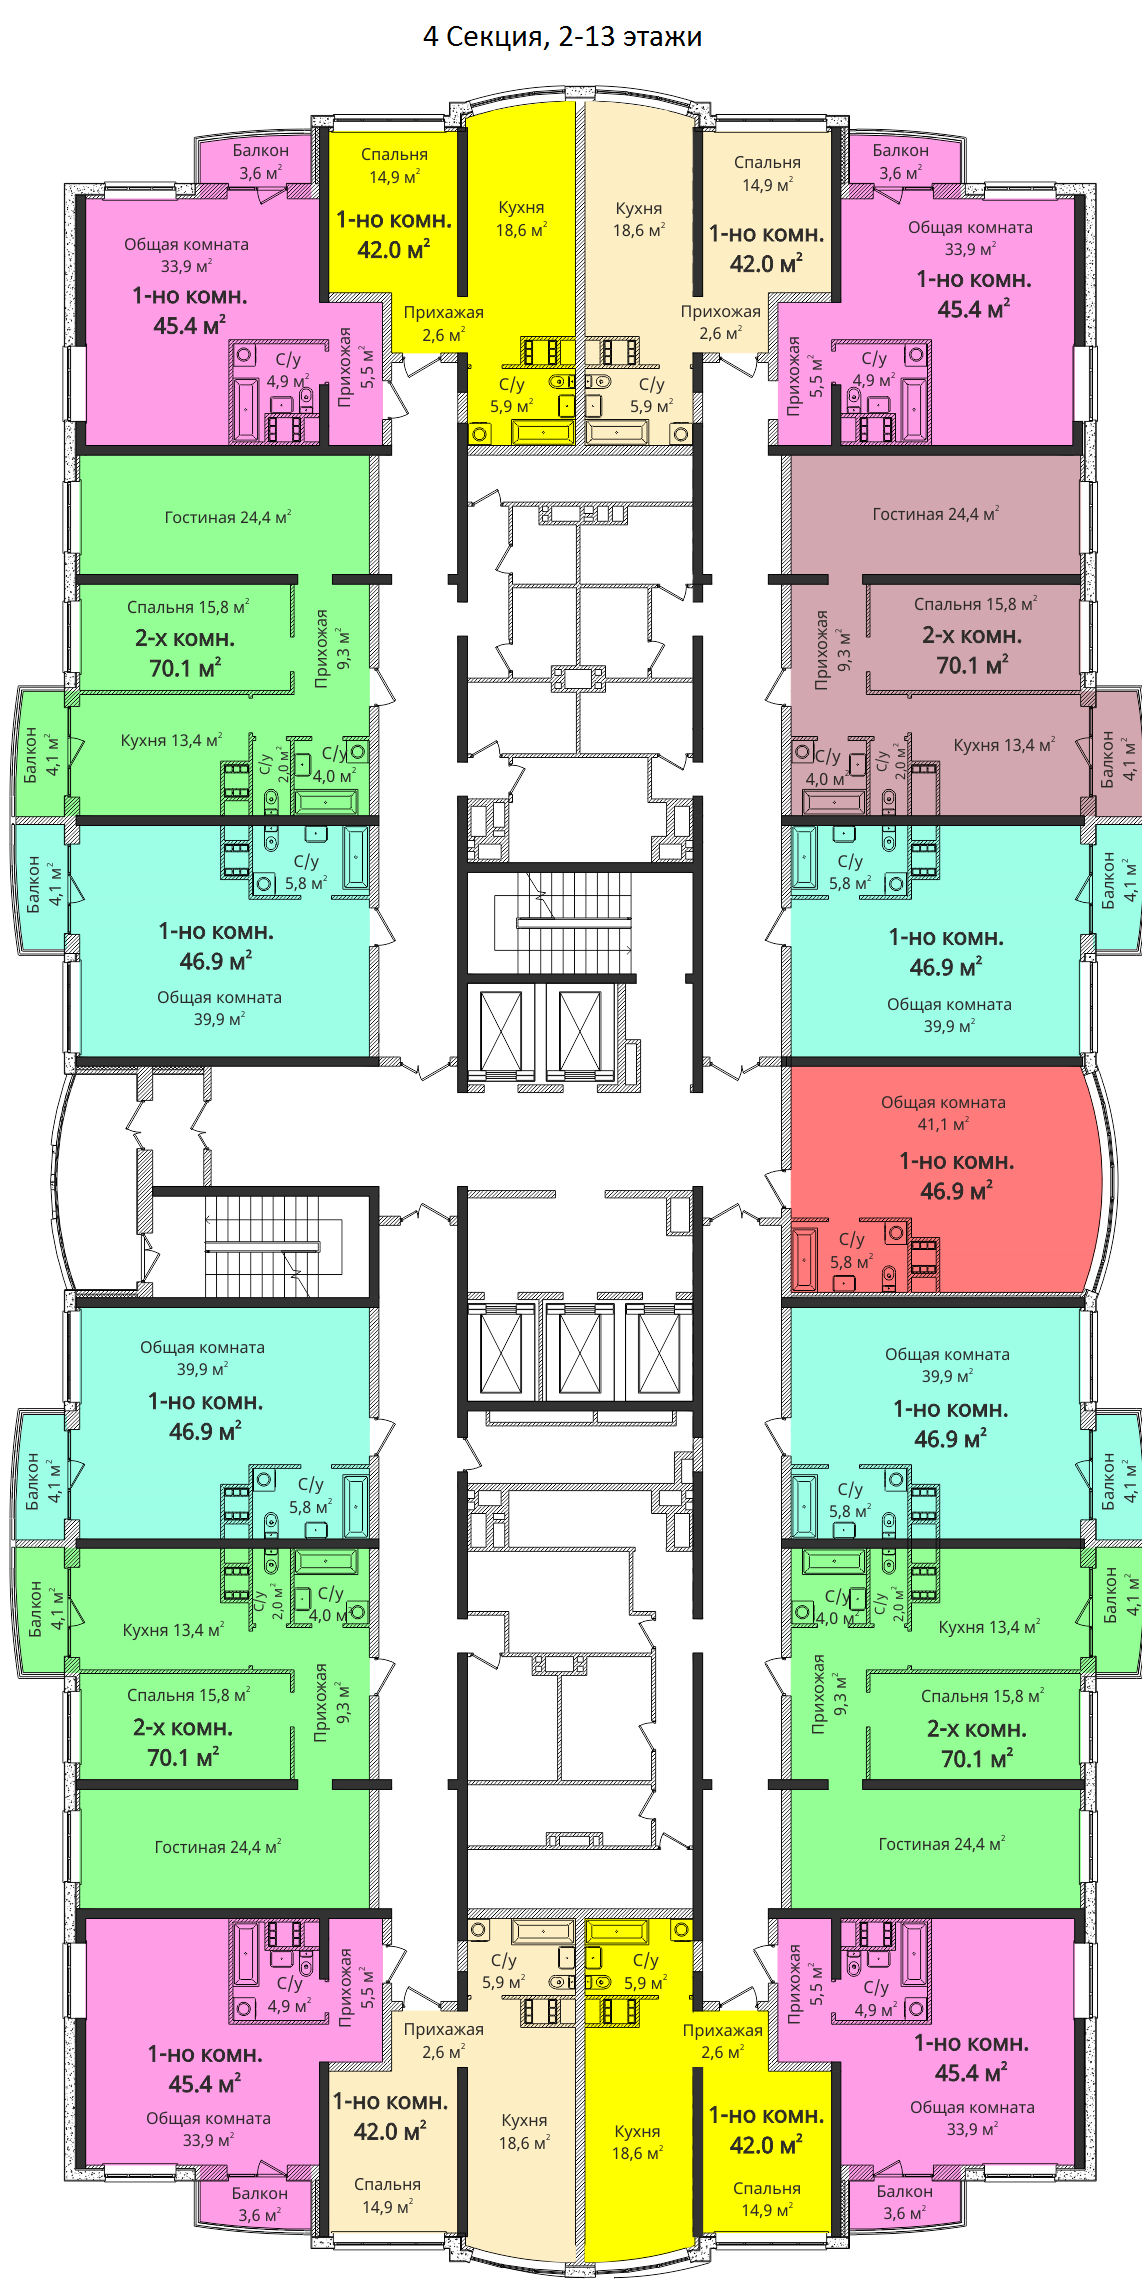 4 Секция, 2-13 этажи
Балкон
3,6 м²
Спальня
14,9 м²
1-но комн.
42.0 м²
Кухня
18,6 м²
Кухня
18,6 м²
Спальня
14,9 м²
1-но комн.
42.0 м²
Балкон
3,6 м²
Общая комната
33,9 м²
1-но комн.
45.4 м²
Общая комната
33,9 м²
1-но комн.
45.4 м²
Прихажая
2,6 м²
Прихожая
2,6 м²
С/у
4,9 м²
Прихожая
5,5 м²
С/у
5,9 м²
С/у
5,9 м²
Прихожая
5,5 м²
С/у
4,9 м²
Гостиная 24,4 м²
Гостиная 24,4 м²
Спальня 15,8 м²
2-х комн.
70.1 м²
Прихожая
9,3 м²
Прихожая
9,3 м²
Спальня 15,8 м²
2-х комн.
70.1 м²
Балкон
4,1 м²
Кухня 13,4 м²
С/у
2,0 м²
С/у
4,0 м²
С/у
4,0 м²
С/у
2,0 м²
Кухня 13,4 м²
Балкон
4,1 м²
Балкон
4,1 м²
С/у
5,8 м²
С/у
5,8 м²
Балкон
4,1 м²
1-но комн.
46.9 м²
Общая комната
39,9 м²
1-но комн.
46.9 м²
Общая комната
39,9 м²
Общая комната
41,1 м²
1-но комн.
46.9 м²
С/у
5,8 м²
Общая комната
39,9 м²
1-но комн.
46.9 м²
Общая комната
39,9 м²
1-но комн.
46.9 м²
Балкон
4,1 м²
С/у
5,8 м²
С/у
5,8 м²
Балкон
4,1 м²
Балкон
4,1 м²
Кухня 13,4 м²
С/у
2,0 м²
С/у
4,0 м²
С/у
4,0 м²
С/у
2,0 м²
Кухня 13,4 м²
Балкон
4,1 м²
Спальня 15,8 м²
2-х комн.
70.1 м²
Прихожая
9,3 м²
Прихожая
9,3 м²
Спальня 15,8 м²
2-х комн.
70.1 м²
Гостиная 24,4 м²
Гостиная 24,4 м²
С/у
4,9 м²
Прихожая
5,5 м²
С/у
5,9 м²
С/у
5,9 м²
Прихожая
5,5 м²
С/у
4,9 м²
Прихажая
2,6 м²
Прихажая
2,6 м²
1-но комн.
45.4 м²
Общая комната
33,9 м²
1-но комн.
42.0 м²
Спальня
14,9 м²
Кухня
18,6 м²
Кухня
18,6 м²
1-но комн.
42.0 м²
Спальня
14,9 м²
1-но комн.
45.4 м²
Общая комната
33,9 м²
Балкон
3,6 м²
Балкон
3,6 м²